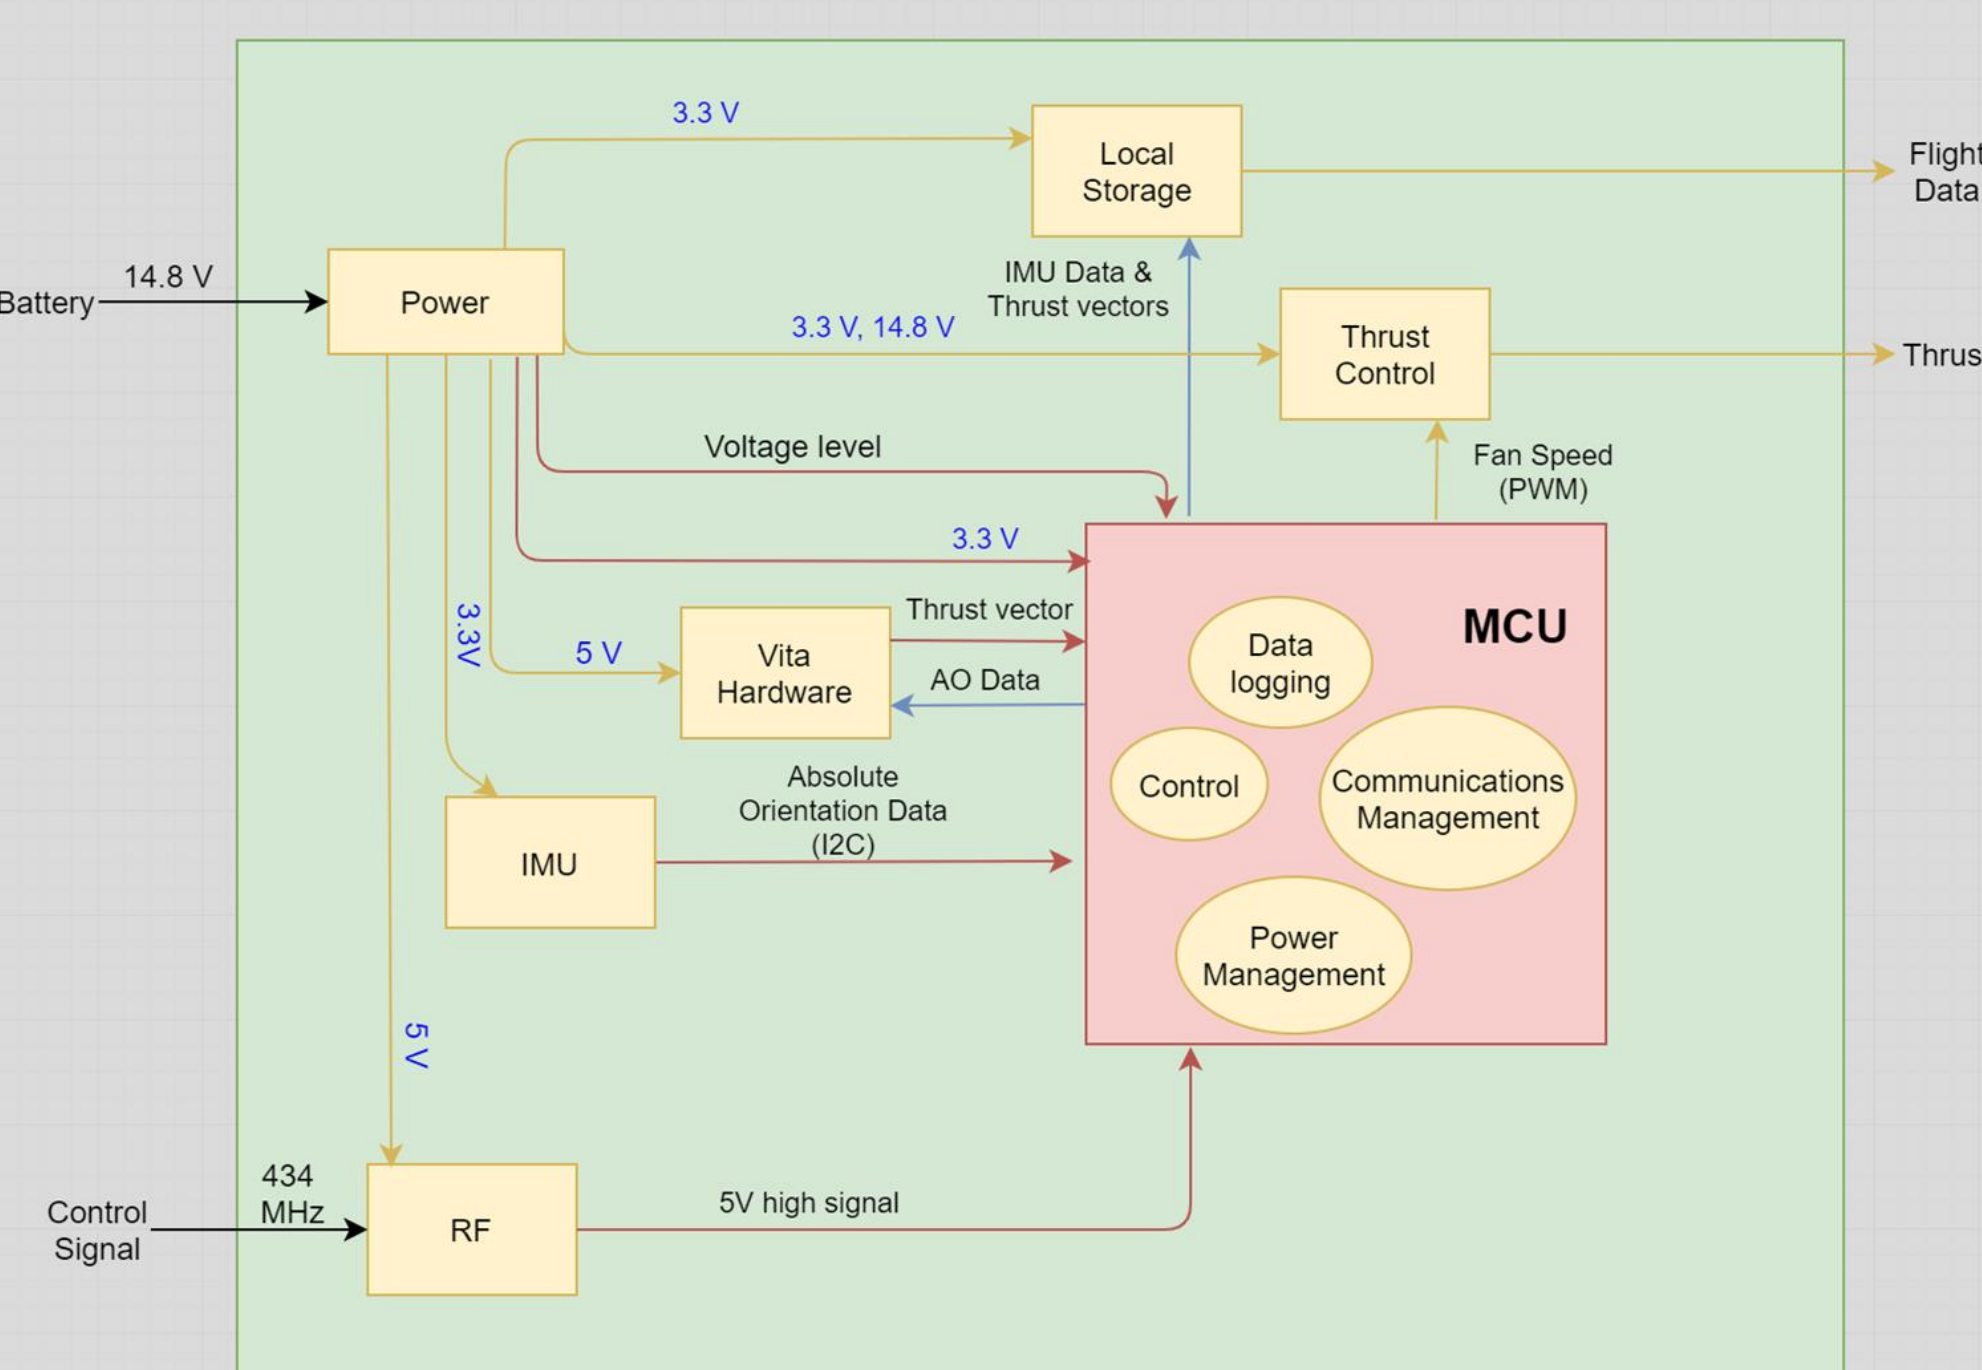 3.3 V
Local
Storage
Flight
Data
14.8 V
Battery
Power
IMU Data &
Thrust vectors
3.3 V, 14.8 V
Thrust
Control
Thrus
Voltage level
Fan Speed
(PWM)
3.3 V
MCU
3.3V
5 V
Vita
Hardware
Thrust vector
AO Data
Data
logging
Control
Communications
Management
Absolute
Orientation Data
(I2C)
IMU
Power
Management
5 V
434
MHz
Control
Signal
RF
5V high signal